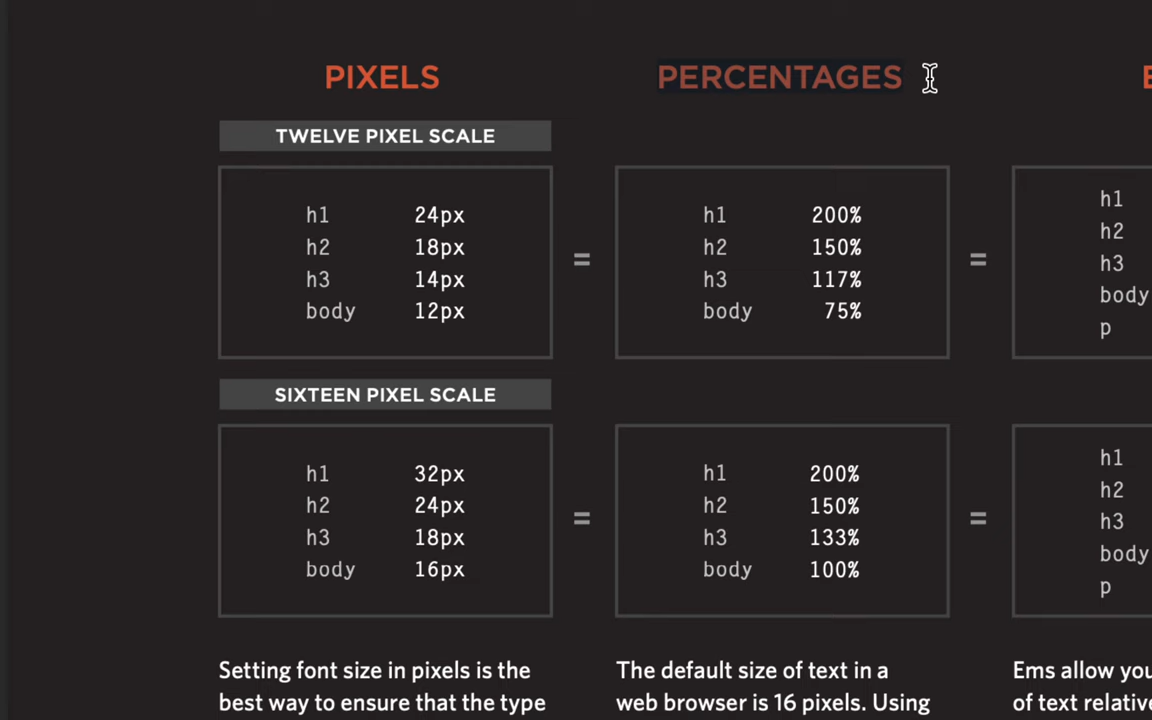 PIXELS PERCENTAGES
TWELVE PIXEL SCALE
h1 24px
h2 18px
h3 14px
body 12px
=
h1 200%
h2 150%
h3 117%
body 75%
=
h1
h2
h3
body
p
SIXTEEN PIXEL SCALE
h1 32px
h2 24px
h3 18px
body 16px
=
h1 200%
h2 150%
h3 133%
body 100%
=
h1
h2
h3
body
p
Setting font size in pixels is the
best way to ensure that the type
The default size of text in a
web browser is 16 pixels. Using
Ems allow you
of text relative